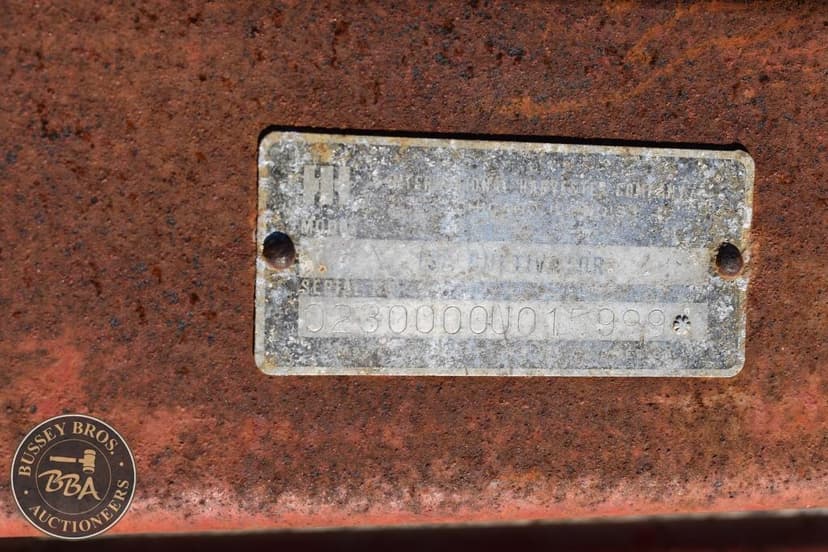 IH
INTERNATIONAL HARVESTER COMPANY
MODEL
CULTIVATOR
SERIAL
0230000U015999*
BUSSEY BROS.
BBA
AUCTIONEERS